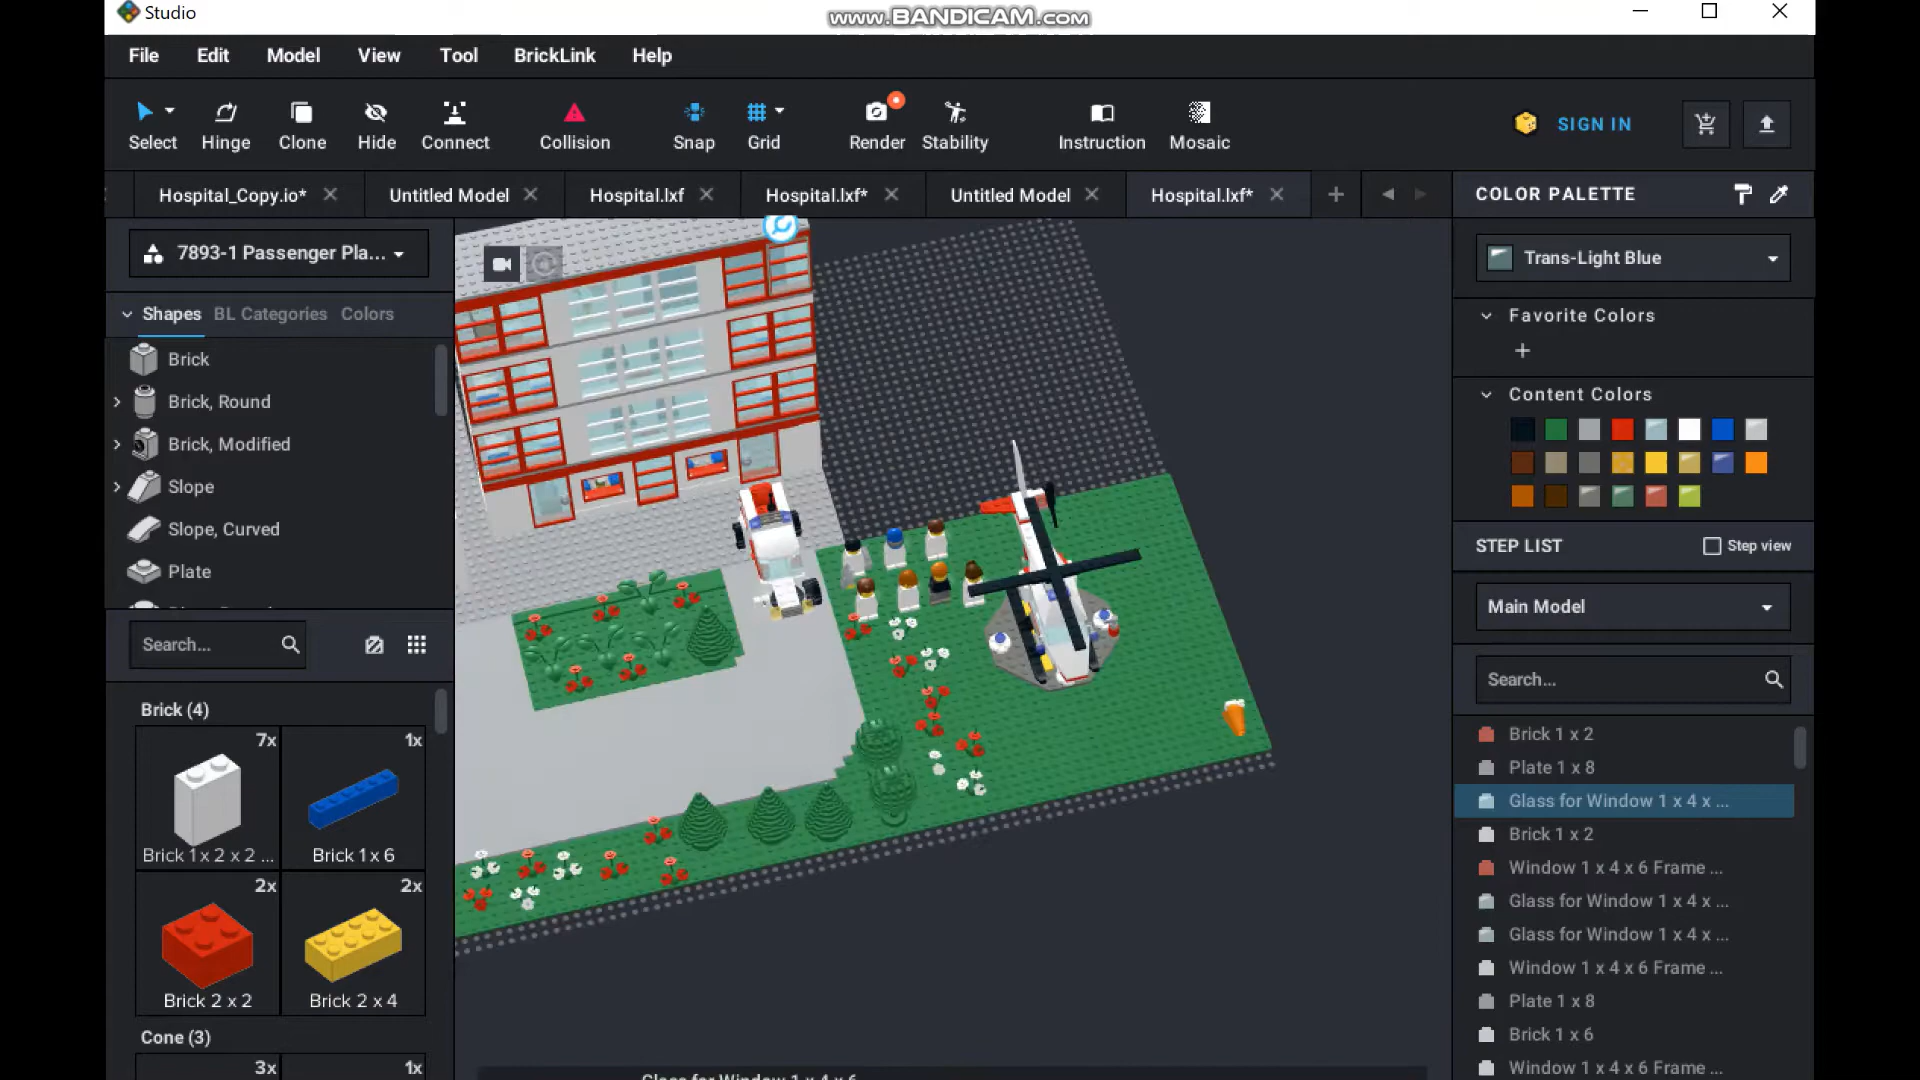 Studio
www.BANDICAM.com
File Edit Model View Tool BrickLink Help
Select Hinge Clone Hide Connect Collision Snap Grid Render Stability Instruction Mosaic SIGN IN
Hospital_Copy.io* Untitled Model Hospital.lxf Hospital.lxf* Untitled Model Hospital.lxf*
COLOR PALETTE
7893-1 Passenger Pla...
Trans-Light Blue
Shapes BL Categories Colors
Favorite Colors
Brick
Brick, Round
Brick, Modified
Slope
Slope, Curved
Plate
Content Colors
STEP LIST Step view
Main Model
Search...
Search...
Brick (4)
7x
Brick 1 x 2 x 2 ...
1x
Brick 1 x 6
2x
Brick 2 x 2
2x
Brick 2 x 4
Cone (3)
3x
1x
Brick 1 x 2
Plate 1 x 8
Glass for Window 1 x 4 x ...
Brick 1 x 2
Window 1 x 4 x 6 Frame ...
Glass for Window 1 x 4 x ...
Glass for Window 1 x 4 x ...
Window 1 x 4 x 6 Frame ...
Plate 1 x 8
Brick 1 x 6
Window 1 x 4 x 6 Frame ...
Glass for Window 1 x 4 x 6